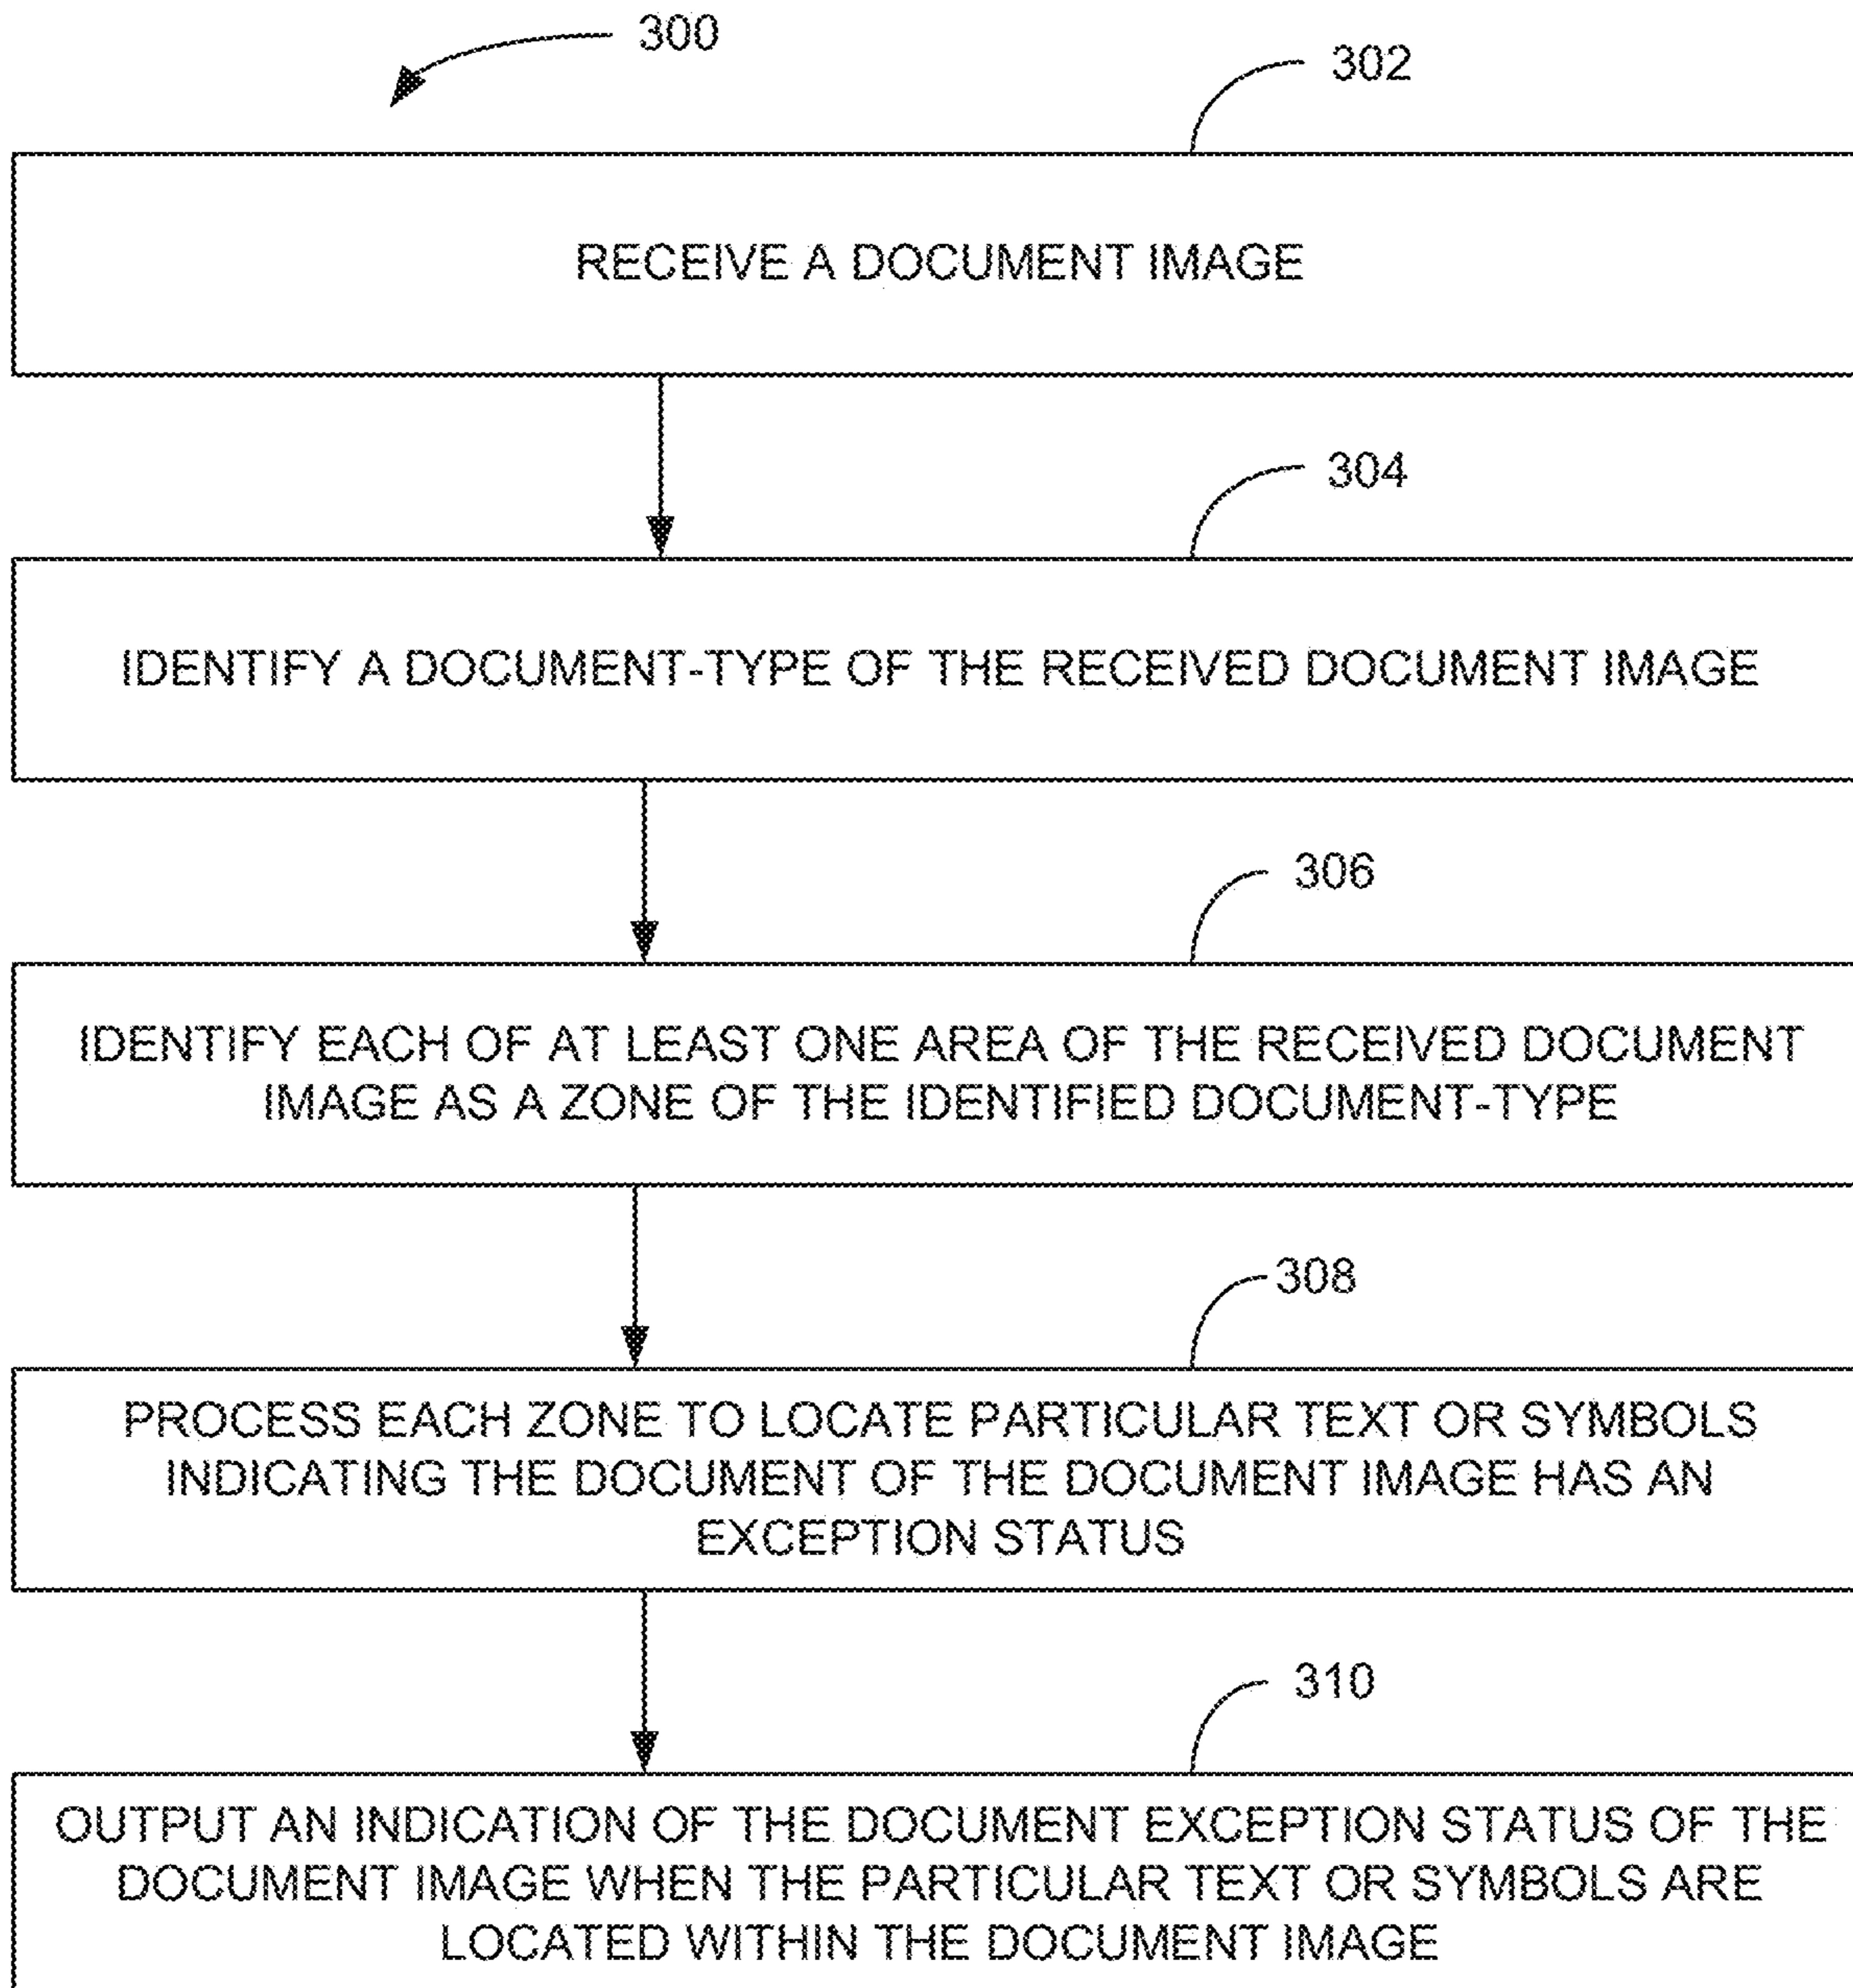 300
302
RECEIVE A DOCUMENT IMAGE
304
IDENTIFY A DOCUMENT-TYPE OF THE RECEIVED DOCUMENT IMAGE
306
IDENTIFY EACH OF AT LEAST ONE AREA OF THE RECEIVED DOCUMENT
IMAGE AS A ZONE OF THE IDENTIFIED DOCUMENT-TYPE
308
PROCESS EACH ZONE TO LOCATE PARTICULAR TEXT OR SYMBOLS
INDICATING THE DOCUMENT OF THE DOCUMENT IMAGE HAS AN
EXCEPTION STATUS
310
OUTPUT AN INDICATION OF THE DOCUMENT EXCEPTION STATUS OF THE
DOCUMENT IMAGE WHEN THE PARTICULAR TEXT OR SYMBOLS ARE
LOCATED WITHIN THE DOCUMENT IMAGE